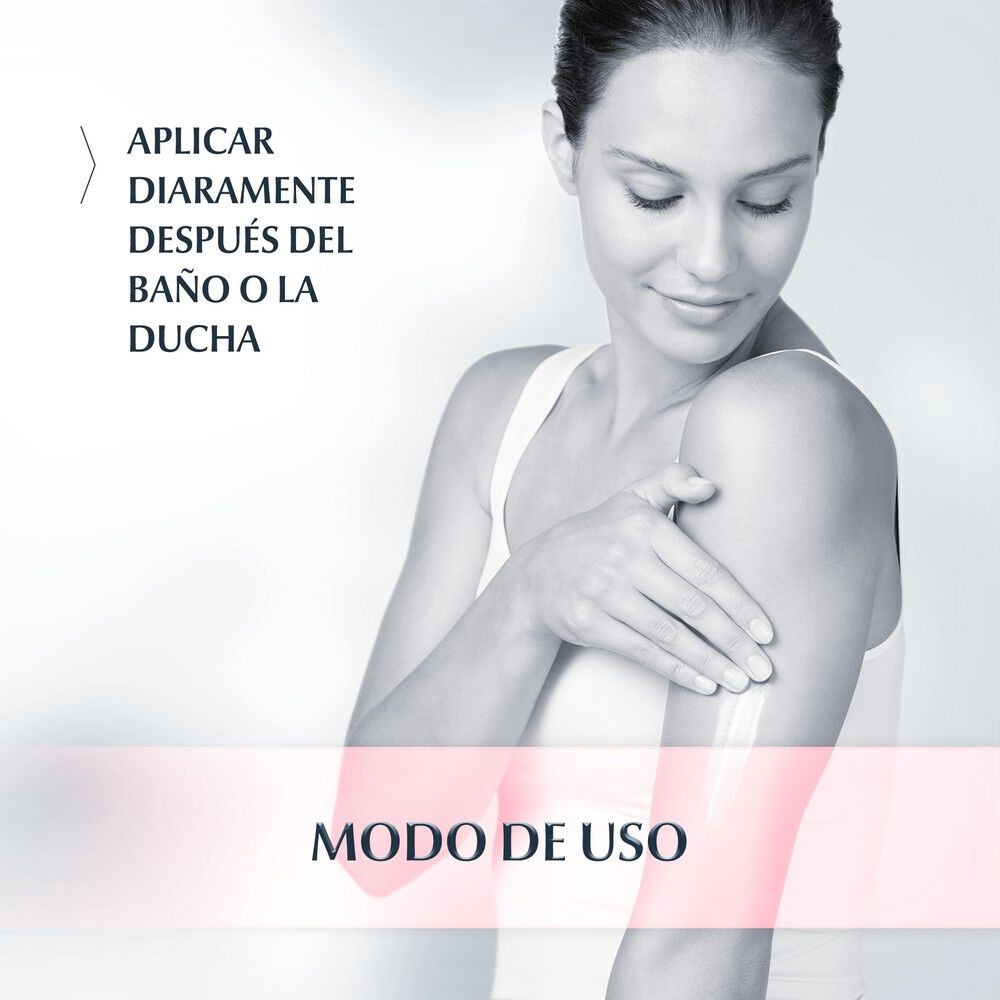 APLICAR
DIARAMENTE
DESPUÉS DEL
BAÑO O LA
DUCHA
MODO DE USO